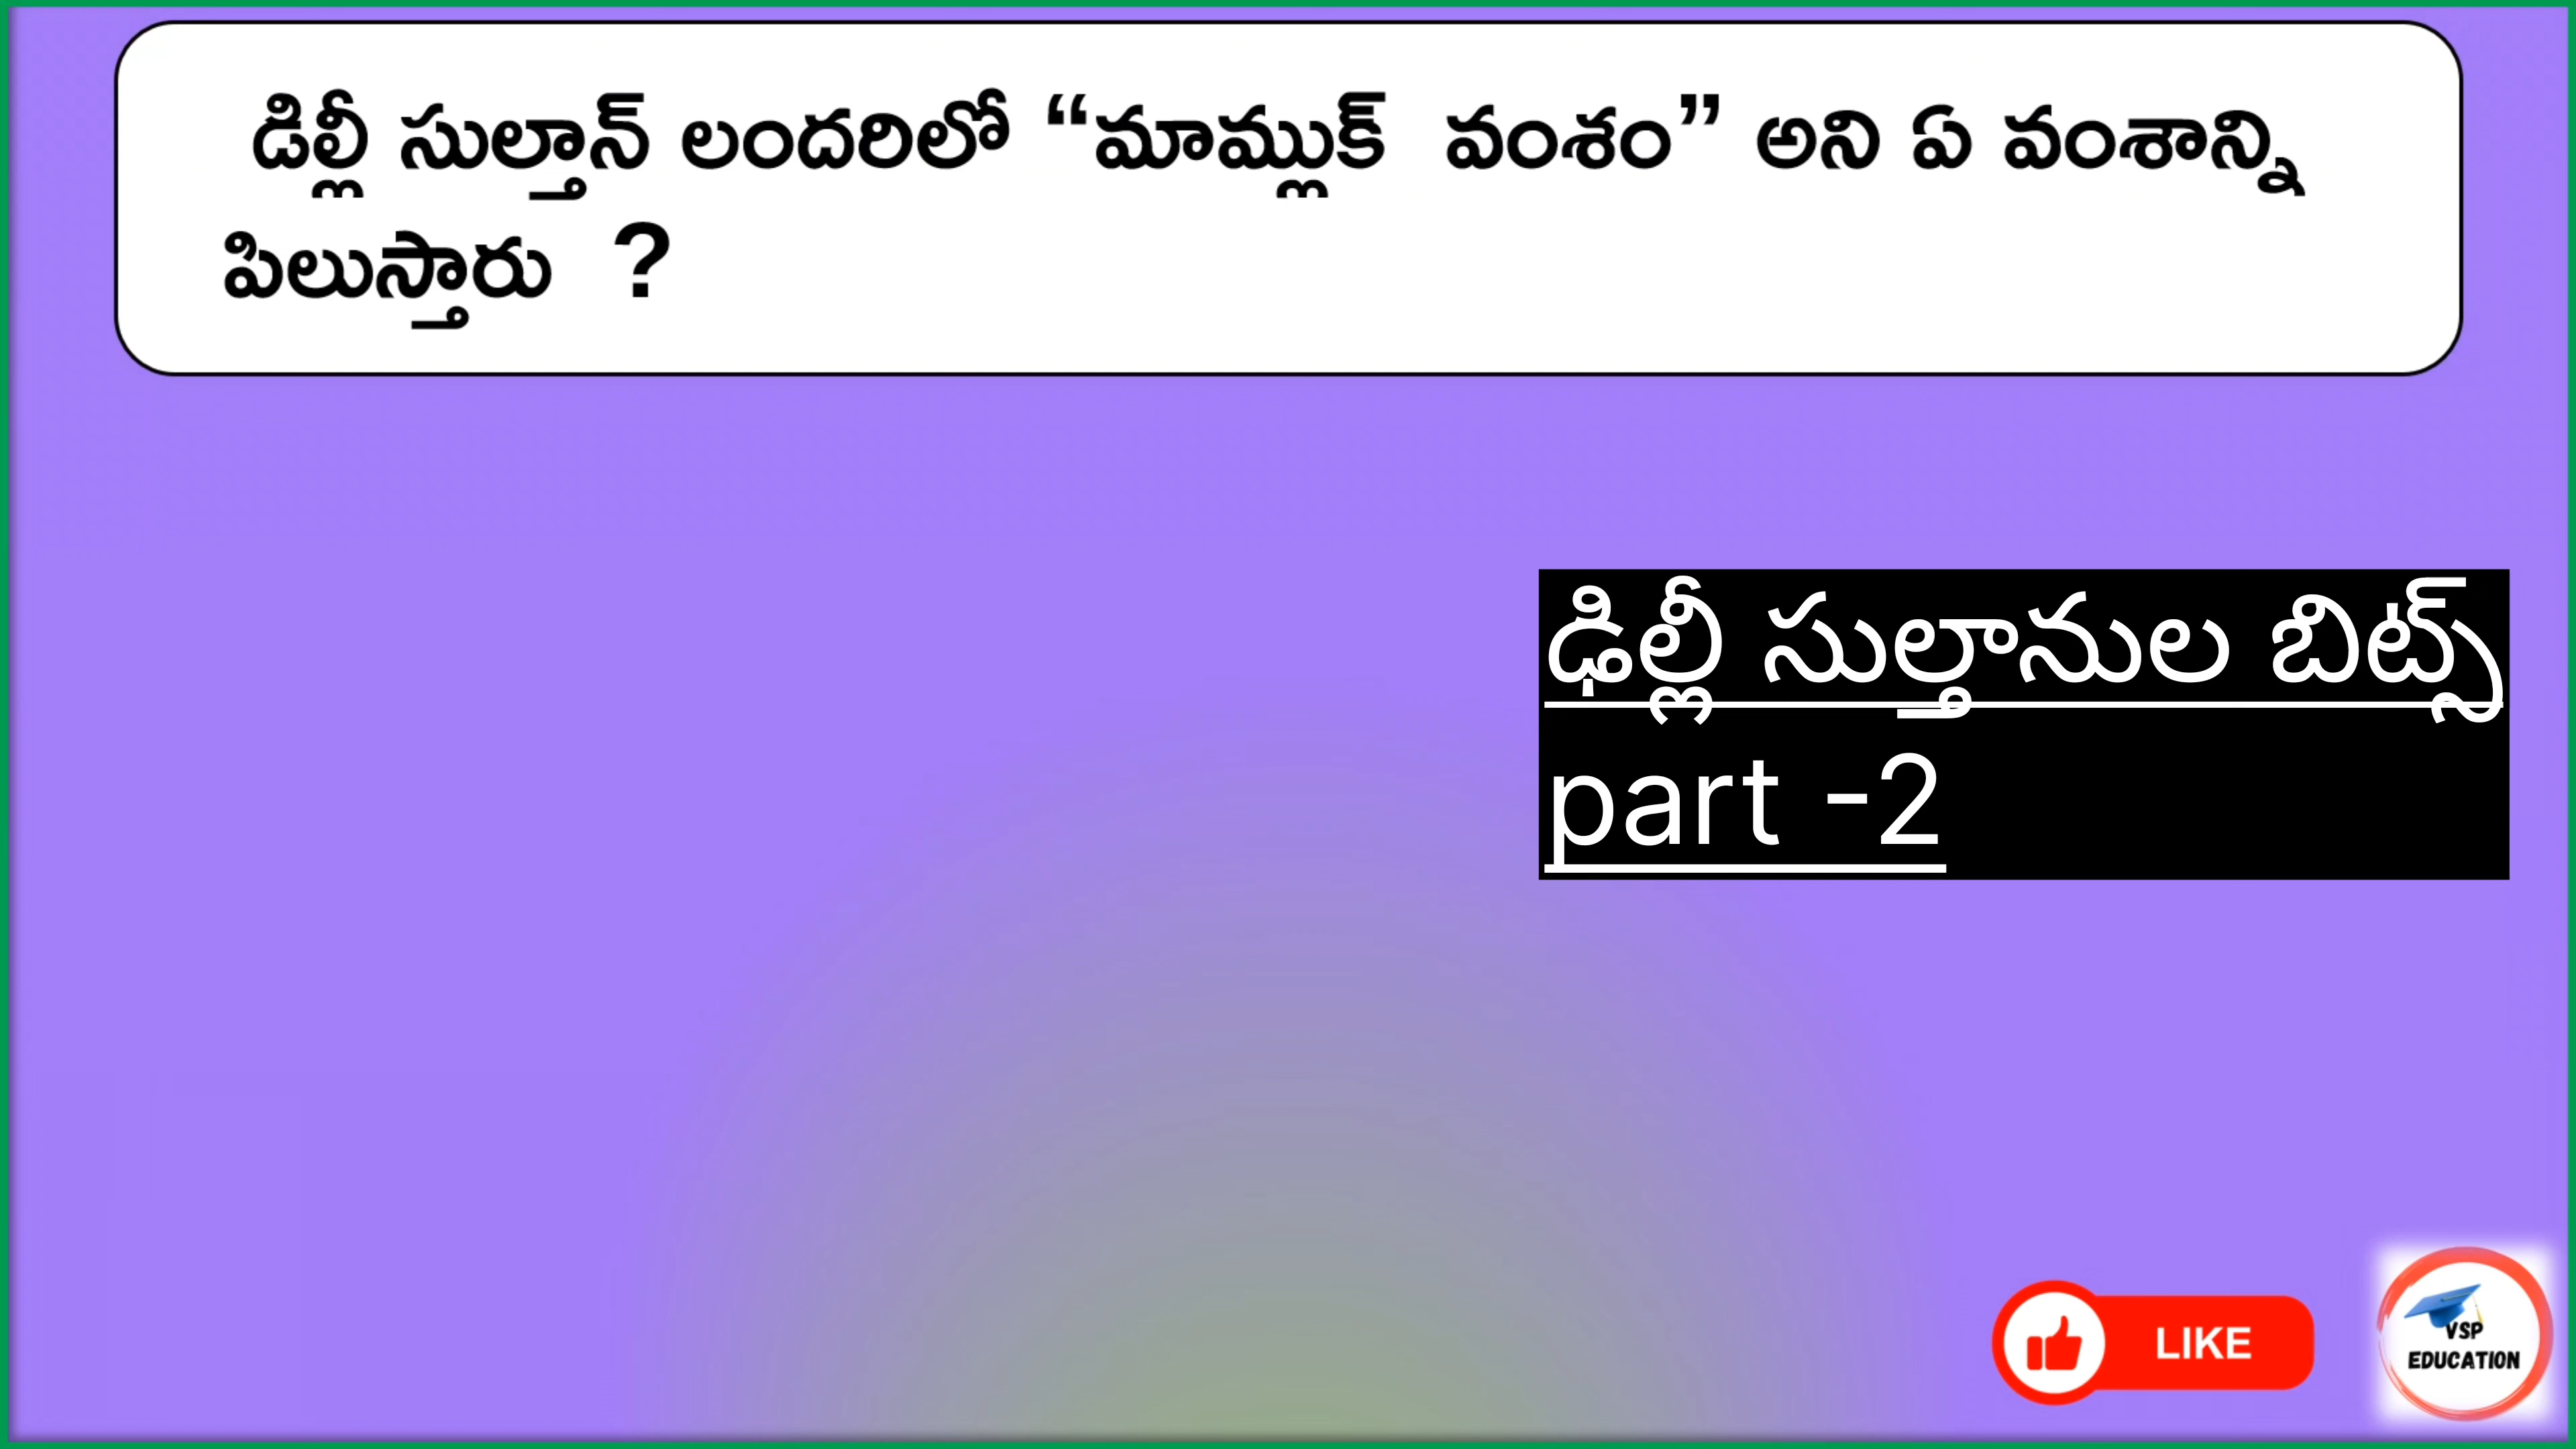 డిల్లీ సుల్తాన్ లందరిలో “మామ్లుక్ వంశం” అని ఏ వంశాన్ని
పిలుస్తారు ?
ఢిల్లీ సుల్తానుల బిట్స్
part -2
LIKE
VSP
EDUCATION